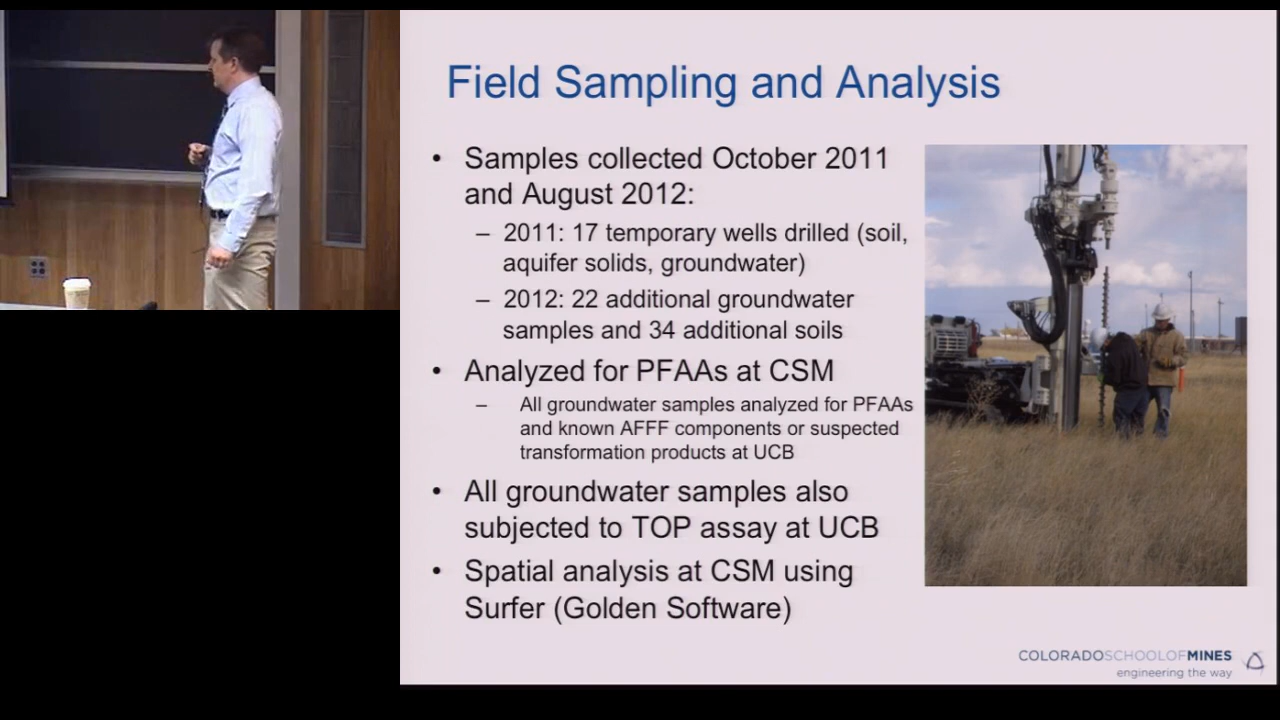 Field Sampling and Analysis
• Samples collected October 2011
and August 2012:
– 2011: 17 temporary wells drilled (soil,
aquifer solids, groundwater)
– 2012: 22 additional groundwater
samples and 34 additional soils
• Analyzed for PFAAs at CSM
– All groundwater samples analyzed for PFAAs
and known AFFF components or suspected
transformation products at UCB
• All groundwater samples also
subjected to TOP assay at UCB
• Spatial analysis at CSM using
Surfer (Golden Software)
COLORADOSCHOOLOFMINES
engineering the way